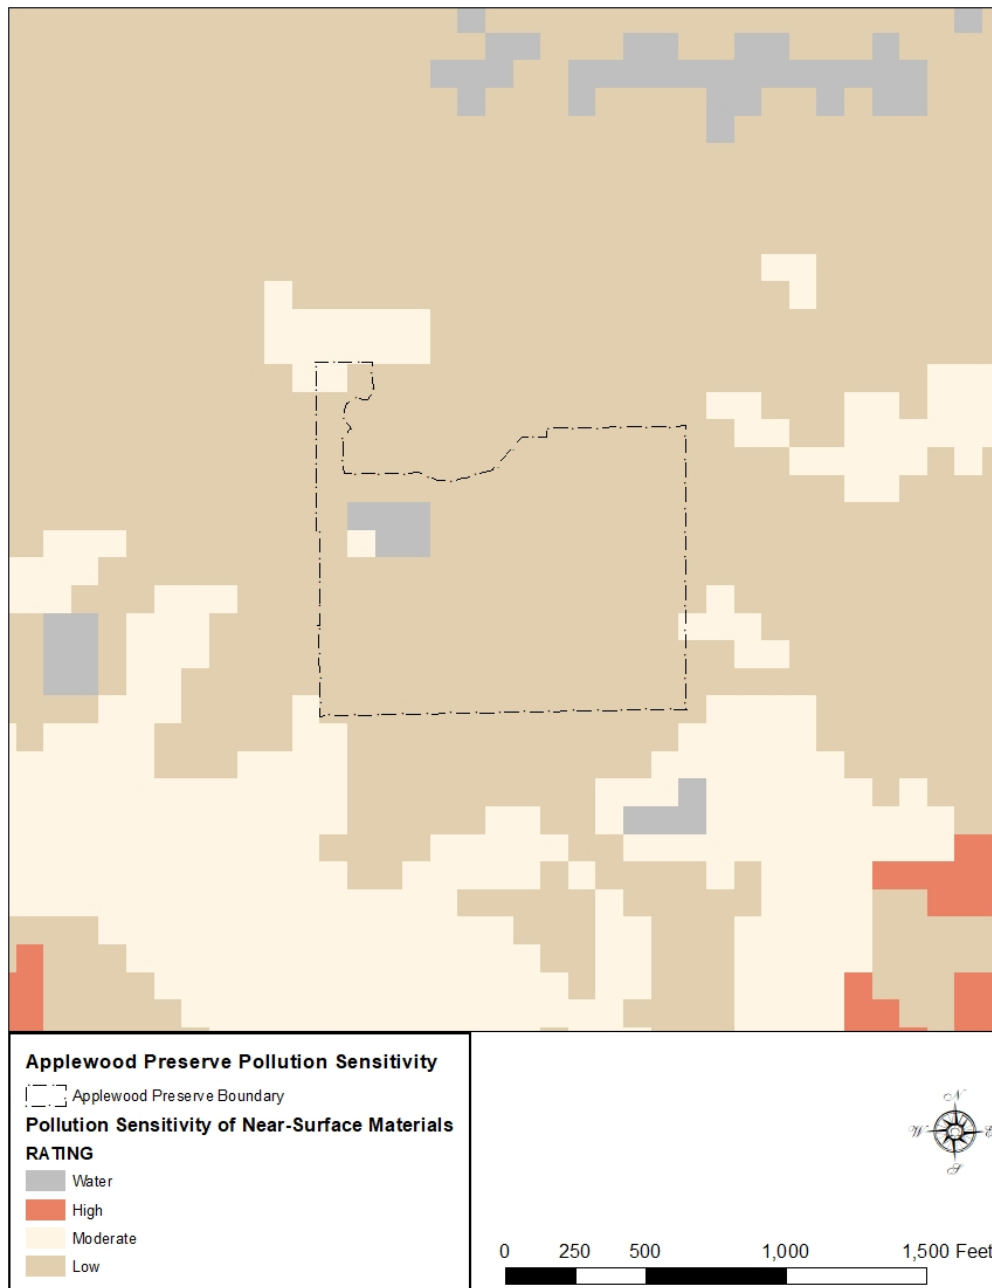 Applewood Preserve Pollution Sensitivity
Applewood Preserve Boundary
Pollution Sensitivity of Near-Surface Materials
RATING
Water
High
Moderate
Low
N
W E
S
0 250 500 1,000 1,500 Feet